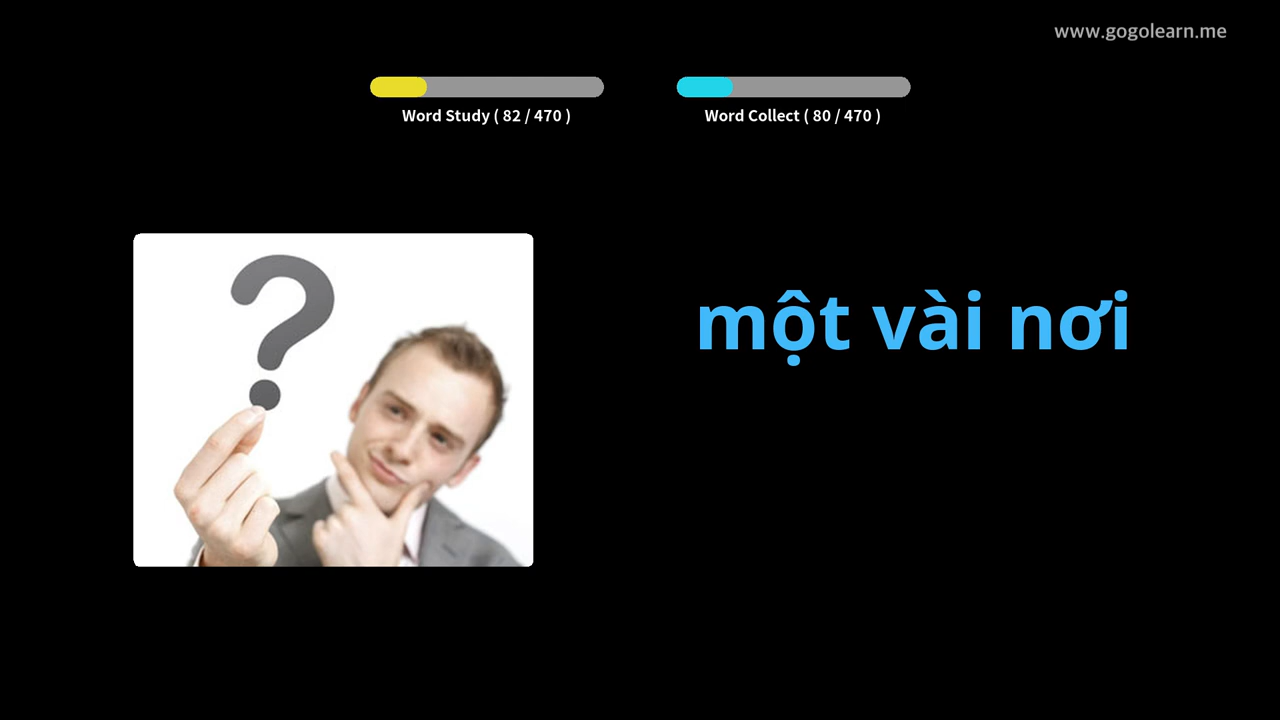 www.gogolearn.me
Word Study ( 82 / 470 )
Word Collect ( 80 / 470 )
?
một vài nơi